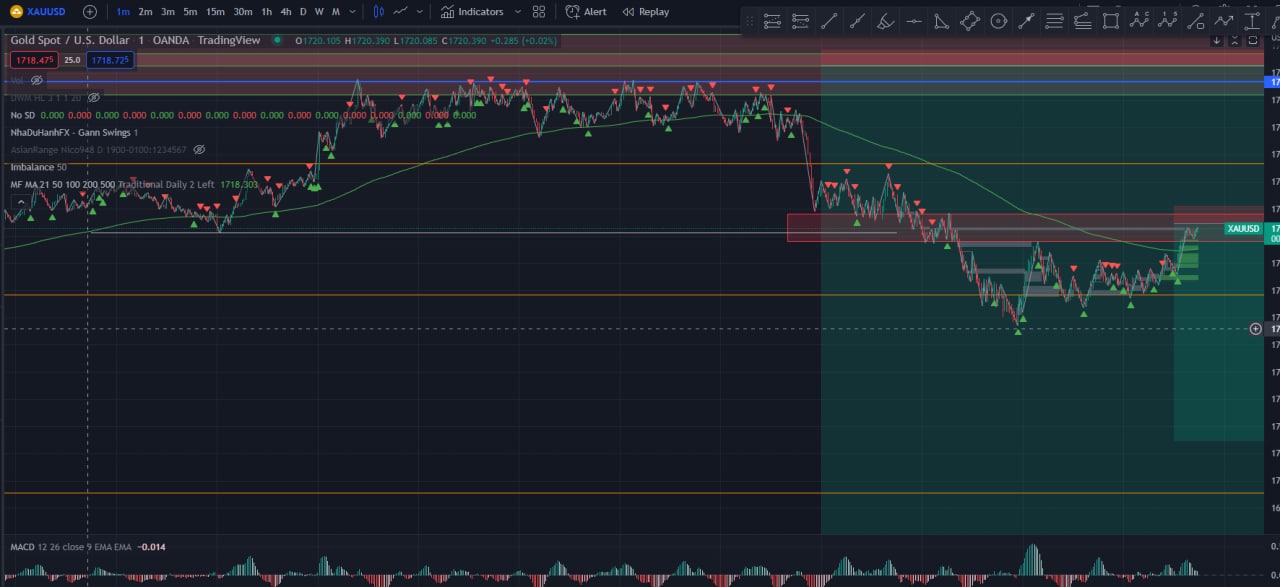 XAUUSD 1m 2m 3m 5m 15m 30m 1h 4h D W M Indicators Alert Replay
Gold Spot / U.S. Dollar · 1 · OANDA · TradingView O1720.105 H1720.390 L1720.085 C1720.390 −0.285 (+0.02%)
1718.475 25.0 1718.725
Vol
DWM HL 3 1 1 20
No SD 0.000 0.000 0.000 0.000 0.000 0.000 0.000 0.000 0.000 0.000 0.000 0.000 0.000 0.000 0.000 0.000
NhaDuHanhFX - Gann Swings 1
AsianRange Nico948 D 1900-0100:1234567
Imbalance 50
MF MA 21 50 100 200 500 Traditional Daily 2 Left 1718.303
XAUUSD
MACD 12 26 close 9 EMA EMA −0.014